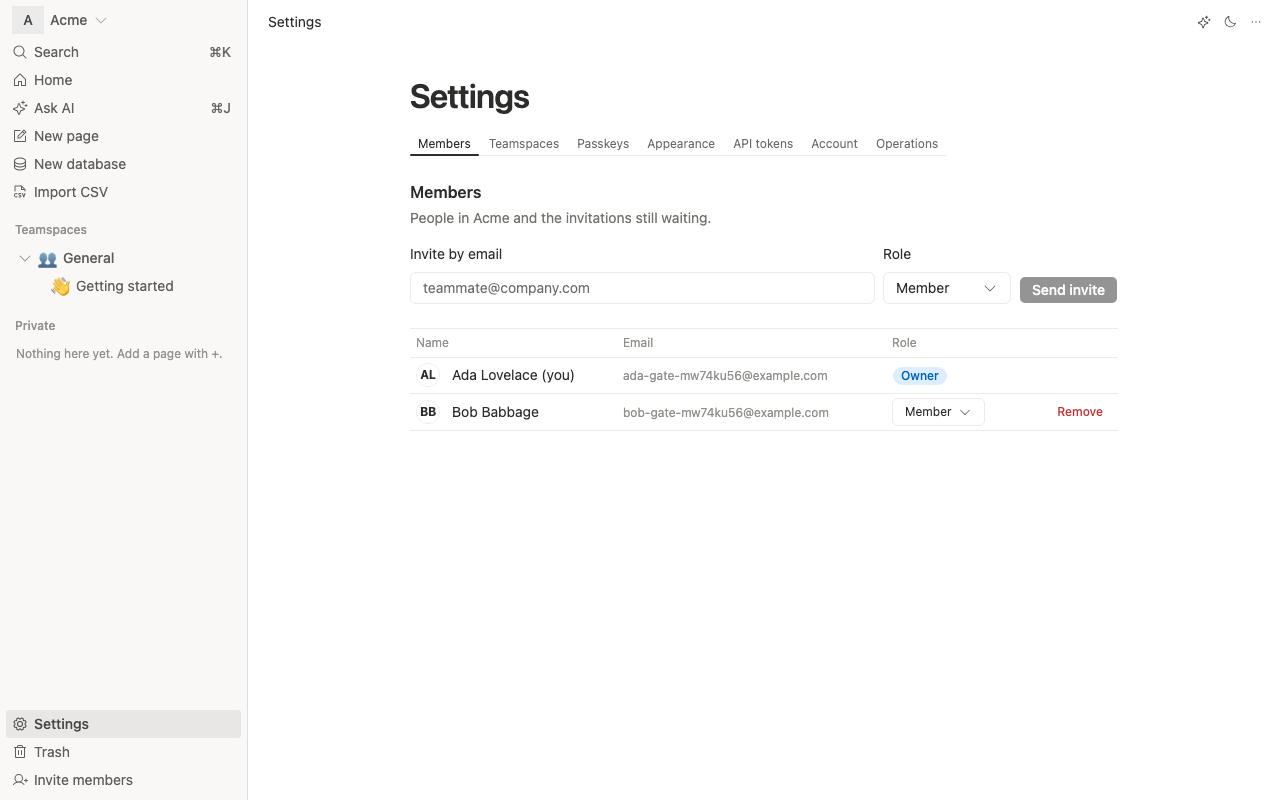 A Acme
Search ⌘K
Home
Ask AI ⌘J
New page
New database
CSV Import CSV
Teamspaces
General
Getting started
Private
Nothing here yet. Add a page with +.
Settings
Trash
Invite members
Settings
Settings
Members Teamspaces Passkeys Appearance API tokens Account Operations
Members
People in Acme and the invitations still waiting.
Invite by email Role
teammate@company.com Member Send invite
Name Email Role
AL Ada Lovelace (you) ada-gate-mw74ku56@example.com Owner
BB Bob Babbage bob-gate-mw74ku56@example.com Member Remove